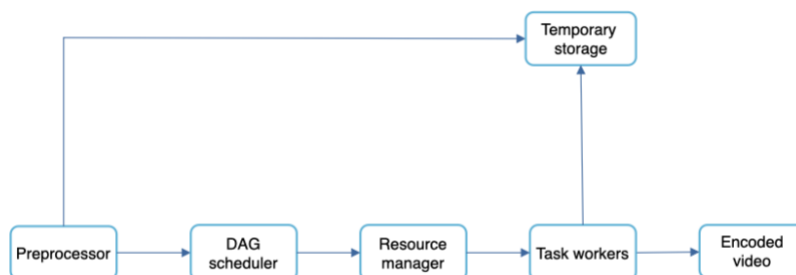 Temporary
storage
Preprocessor
DAG
scheduler
Resource
manager
Task workers
Encoded
video